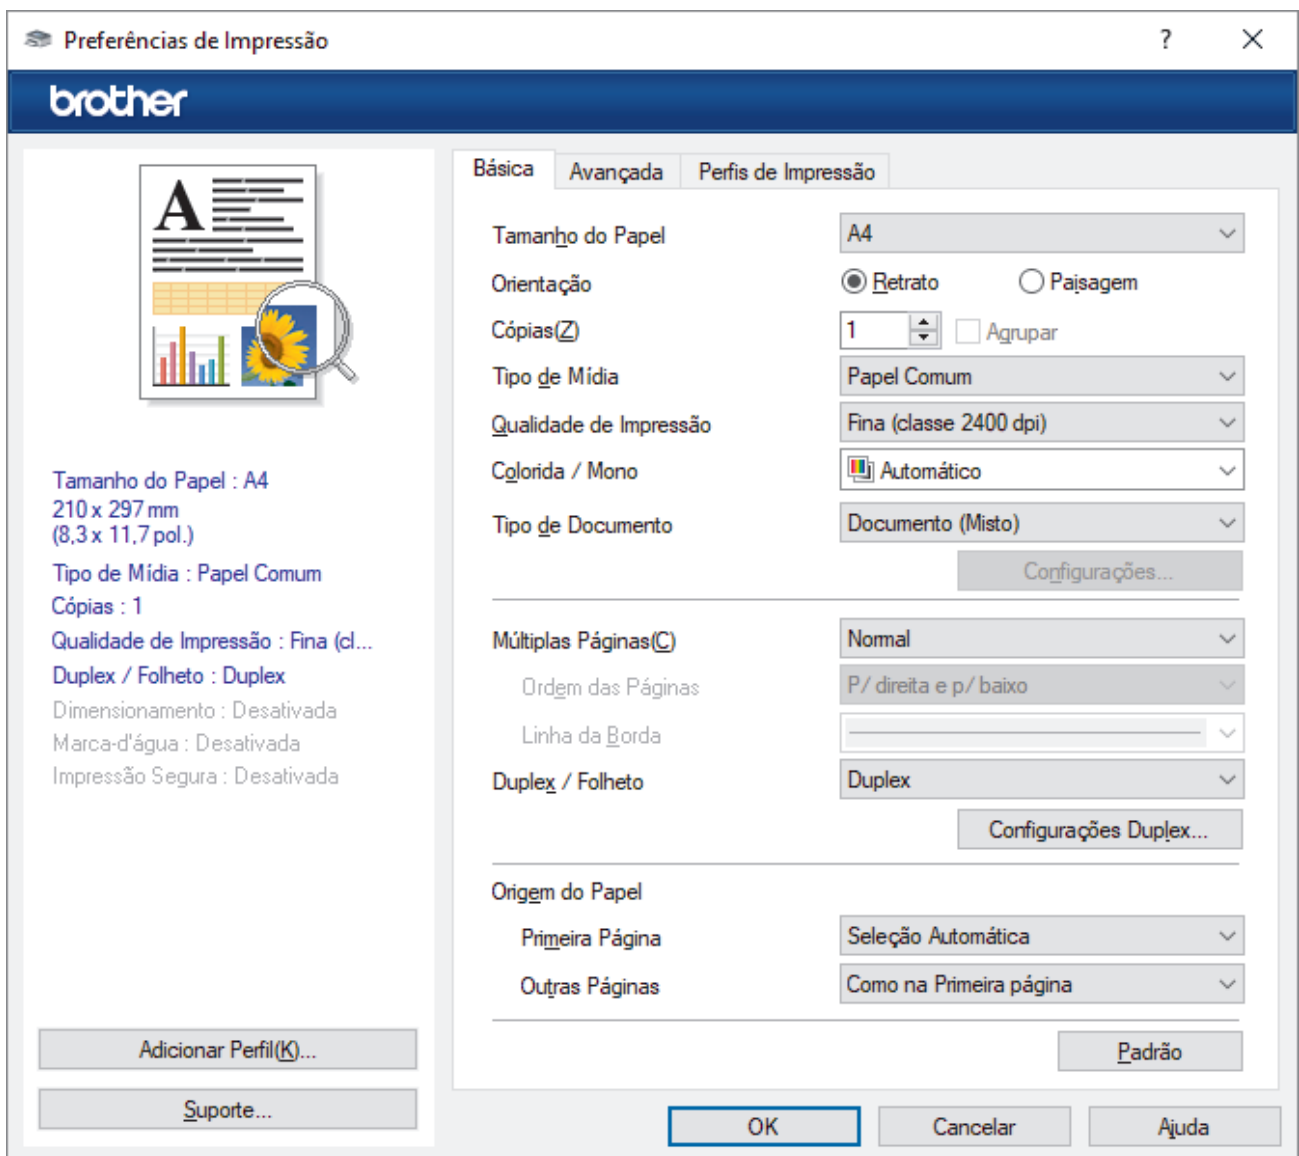 Preferências de Impressão
?
brother
A
Tamanho do Papel : A4
210 x 297 mm
(8,3 x 11,7 pol.)
Tipo de Mídia : Papel Comum
Cópias : 1
Qualidade de Impressão : Fina (cl...
Duplex / Folheto : Duplex
Dimensionamento : Desativada
Marca-d'água : Desativada
Impressão Segura : Desativada
Adicionar Perfil(K)...
Suporte...
Básica Avançada Perfis de Impressão
Tamanho do Papel A4
Orientação Retrato Paisagem
Cópias(Z) 1 Agrupar
Tipo de Mídia Papel Comum
Qualidade de Impressão Fina (classe 2400 dpi)
Colorida / Mono Automático
Tipo de Documento Documento (Misto)
Configurações...
Múltiplas Páginas(C) Normal
Ordem das Páginas P/ direita e p/ baixo
Linha da Borda
Duplex / Folheto Duplex
Configurações Duplex...
Origem do Papel
Primeira Página Seleção Automática
Outras Páginas Como na Primeira página
Padrão
OK Cancelar Ajuda